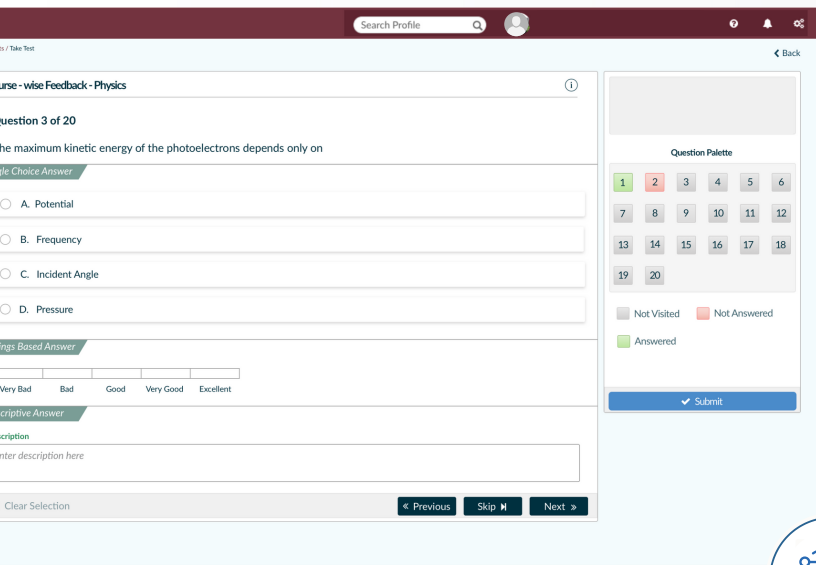 Search Profile
ts / Take Test
Back
urse - wise Feedback - Physics
uestion 3 of 20
he maximum kinetic energy of the photoelectrons depends only on
gle Choice Answer
A. Potential
B. Frequency
C. Incident Angle
D. Pressure
ings Based Answer
Very Bad Bad Good Very Good Excellent
criptive Answer
scription
nter description here
Clear Selection
Previous Skip Next
Question Palette
1 2 3 4 5 6
7 8 9 10 11 12
13 14 15 16 17 18
19 20
Not Visited Not Answered
Answered
Submit